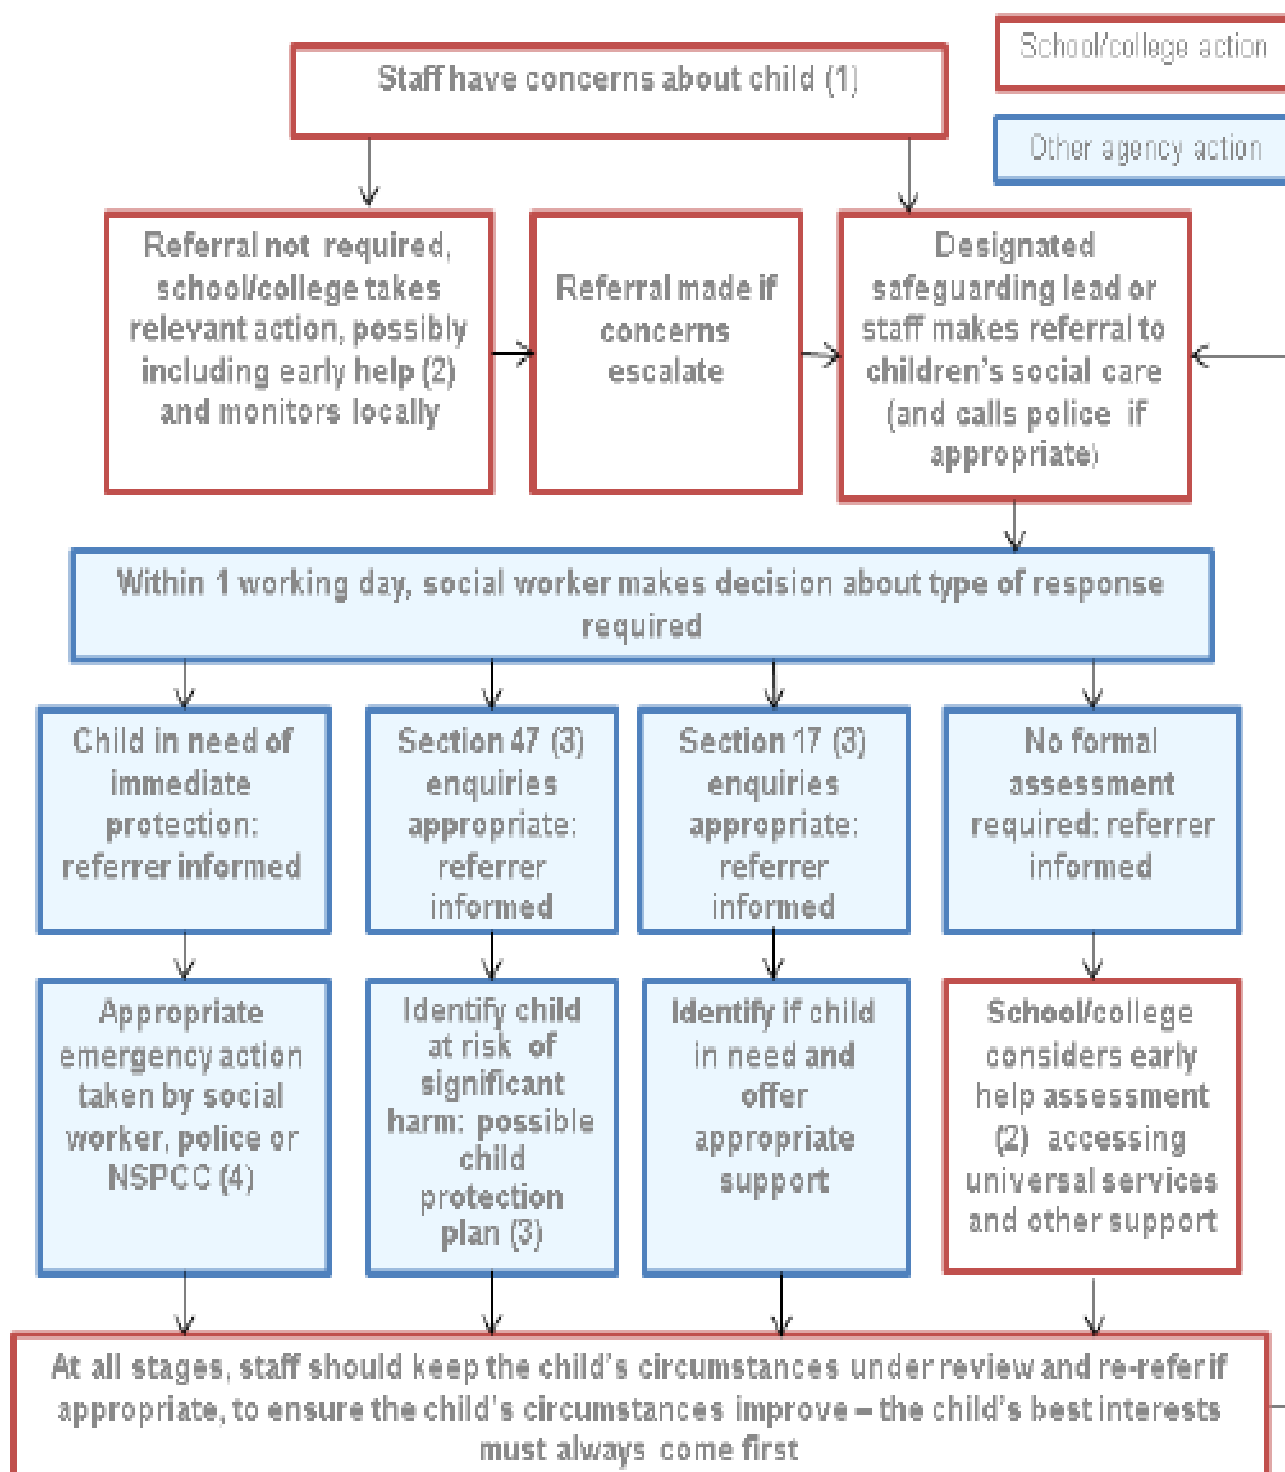 School/college action
Staff have concerns about child (1)
Other agency action
Referral not required,
school/college takes
relevant action, possibly
including early help (2)
and monitors locally
Referral made if
concerns
escalate
Designated
safeguarding lead or
staff makes referral to
children's social care
(and calls police if
appropriate)
Within 1 working day, social worker makes decision about type of response
required
Child in need of
immediate
protection:
referrer informed
Section 47 (3)
enquiries
appropriate:
referrer
informed
Section 17 (3)
enquiries
appropriate:
referrer
informed
No formal
assessment
required: referrer
informed
Appropriate
emergency action
taken by social
worker, police or
NSPCC (4)
Identify child
at risk of
significant
harm: possible
child
protection
plan (3)
Identify if child
in need and
offer
appropriate
support
School/college
considers early
help assessment
(2) accessing
universal services
and other support
At all stages, staff should keep the child's circumstances under review and re-refer if
appropriate, to ensure the child's circumstances improve – the child's best interests
must always come first